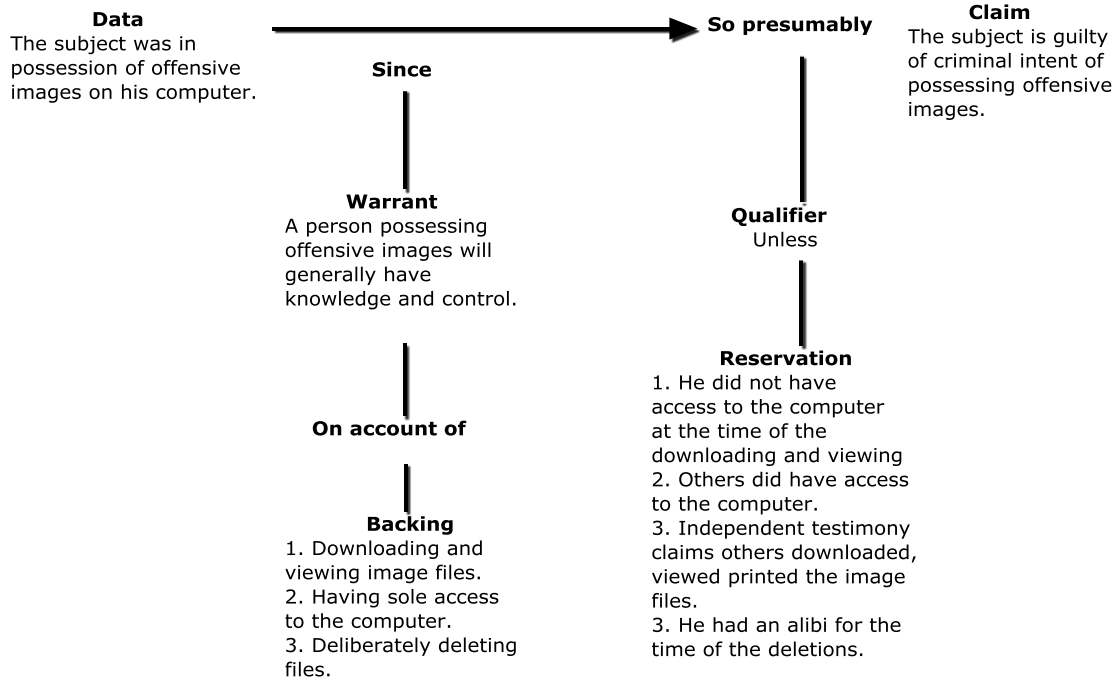 Data
The subject was in
possession of offensive
images on his computer.
Since
Warrant
A person possessing
offensive images will
generally have
knowledge and control.
On account of
Backing
1. Downloading and
viewing image files.
2. Having sole access
to the computer.
3. Deliberately deleting
files.
So presumably
Qualifier
Unless
Reservation
1. He did not have
access to the computer
at the time of the
downloading and viewing
2. Others did have access
to the computer.
3. Independent testimony
claims others downloaded,
viewed printed the image
files.
3. He had an alibi for the
time of the deletions.
Claim
The subject is guilty
of criminal intent of
possessing offensive
images.